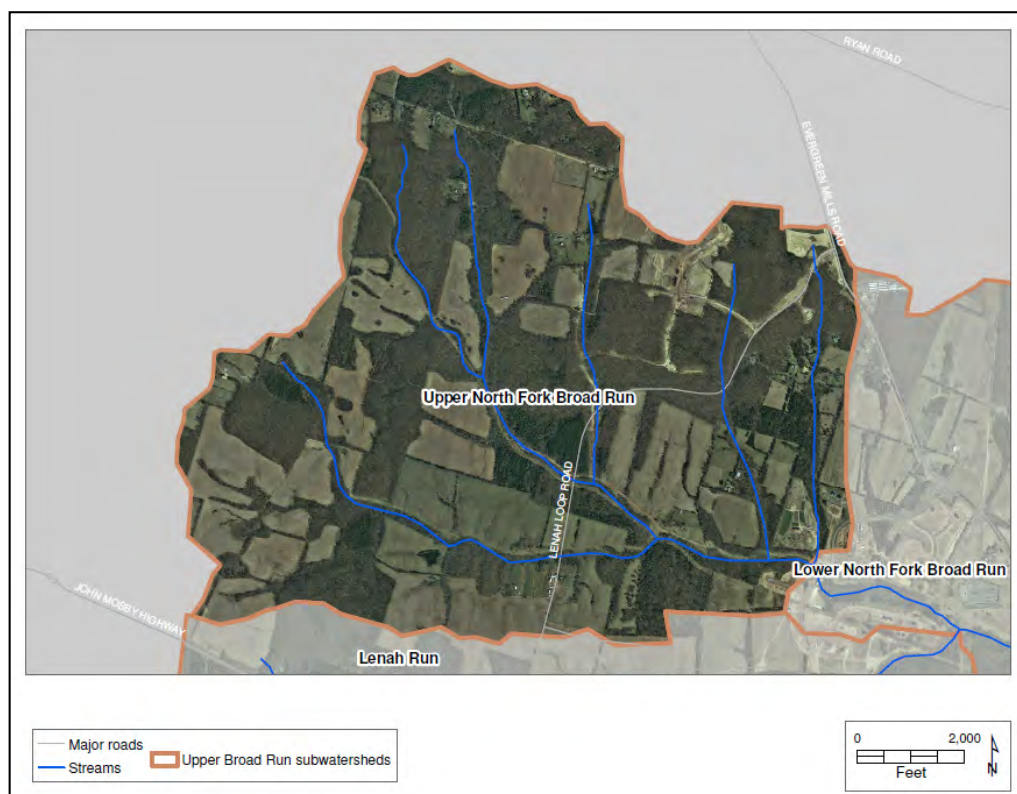 RYAN ROAD
EVERGREEN MILLS ROAD
Upper North Fork Broad Run
LENAH LOOP ROAD
Lower North Fork Broad Run
JOHN MOSBY HIGHWAY
Lenah Run
Major roads
Streams
Upper Broad Run subwatersheds
0 2,000
Feet
N